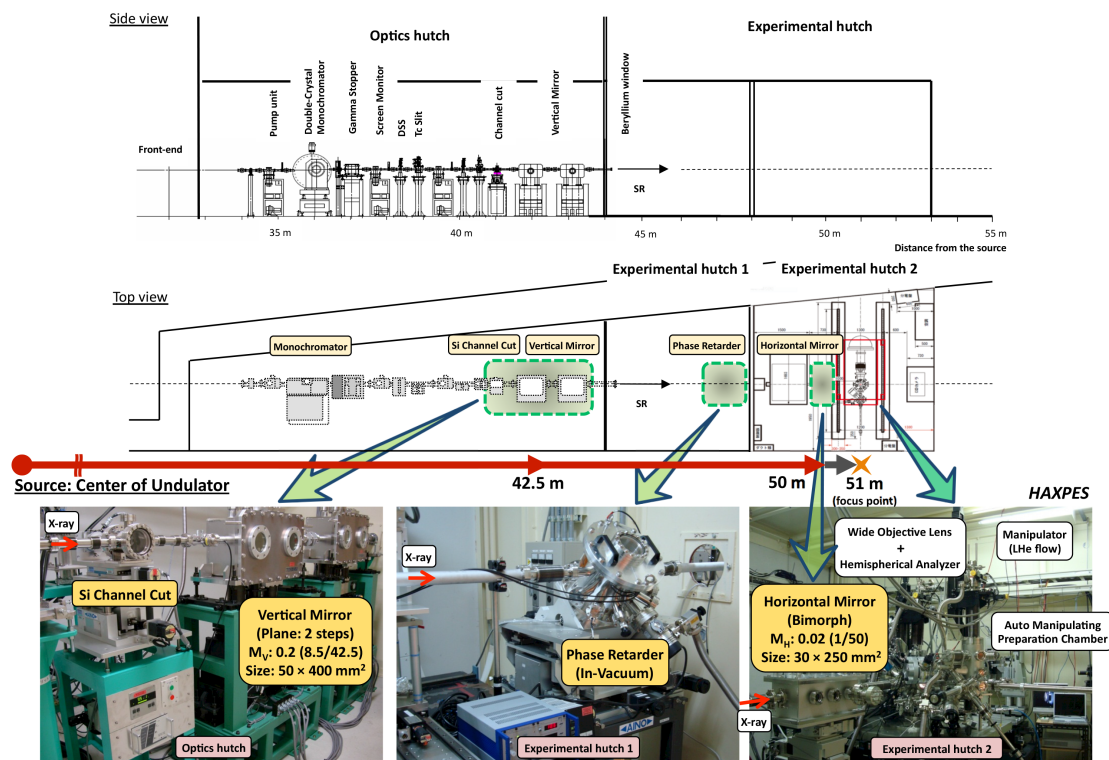 Side view
Optics hutch
Experimental hutch
Pump unit
Double-Crystal
Monochromator
Gamma Stopper
Screen Monitor
DSS
Tc Slit
Channel cut
Vertical Mirror
Beryllium window
Front-end
SR
35 m
40 m
45 m
50 m
55 m
Distance from the source
Experimental hutch 1
Experimental hutch 2
Top view
Monochromator
Si Channel Cut
Vertical Mirror
Phase Retarder
Horizontal Mirror
SR
Source: Center of Undulator
42.5 m
50 m
51 m
(focus point)
HAXPES
X-ray
Si Channel Cut
Vertical Mirror
(Plane: 2 steps)
Mᵥ: 0.2 (8.5/42.5)
Size: 50 × 400 mm²
Optics hutch
X-ray
Phase Retarder
(In-Vacuum)
AINO
Experimental hutch 1
Wide Objective Lens
+
Hemispherical Analyzer
Manipulator
(LHe flow)
Horizontal Mirror
(Bimorph)
M_H: 0.02 (1/50)
Size: 30 × 250 mm²
Auto Manipulating
Preparation Chamber
X-ray
Experimental hutch 2